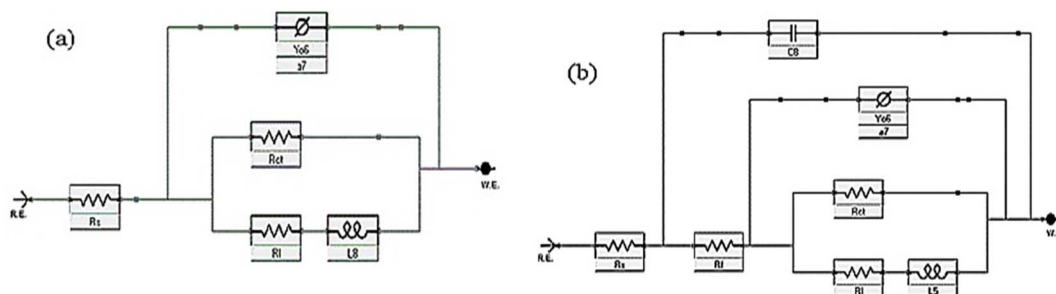 (a)
Yo6
a7
Rct
R.E.
Rs
Rl
L8
W.E.
(b)
C8
Yo6
a7
Rct
R.E.
Rs
Rf
Rl
L5
W.